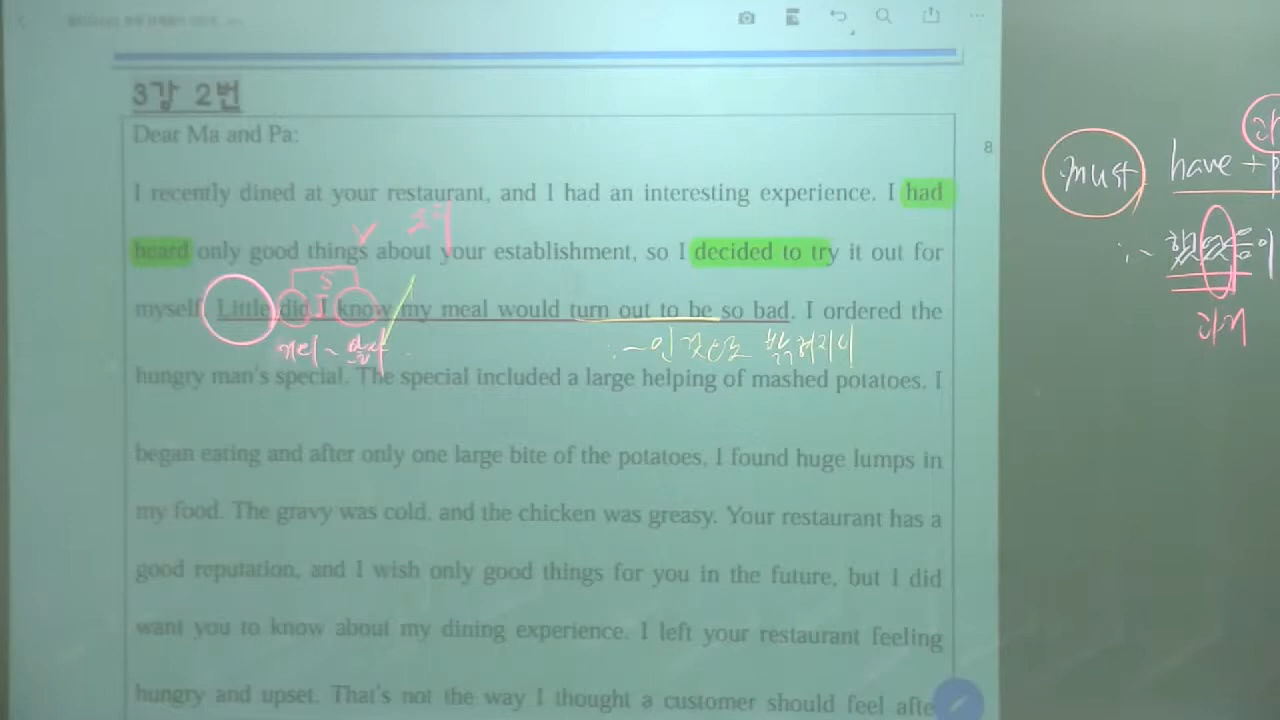 3강 2번
Dear Ma and Pa:
8
I recently dined at your restaurant, and I had an interesting experience. I had
heard only good things about your establishment, so I decided to try it out for
S
myself. Little did I know my meal would turn out to be so bad. I ordered the
거의 ~ 않다
: ~인 것으로 밝혀지다
hungry man's special. The special included a large helping of mashed potatoes. I
began eating and after only one large bite of the potatoes, I found huge lumps in
my food. The gravy was cold, and the chicken was greasy. Your restaurant has a
good reputation, and I wish only good things for you in the future, but I did
want you to know about my dining experience. I left your restaurant feeling
hungry and upset. That's not the way I thought a customer should feel afte
must have +
과거